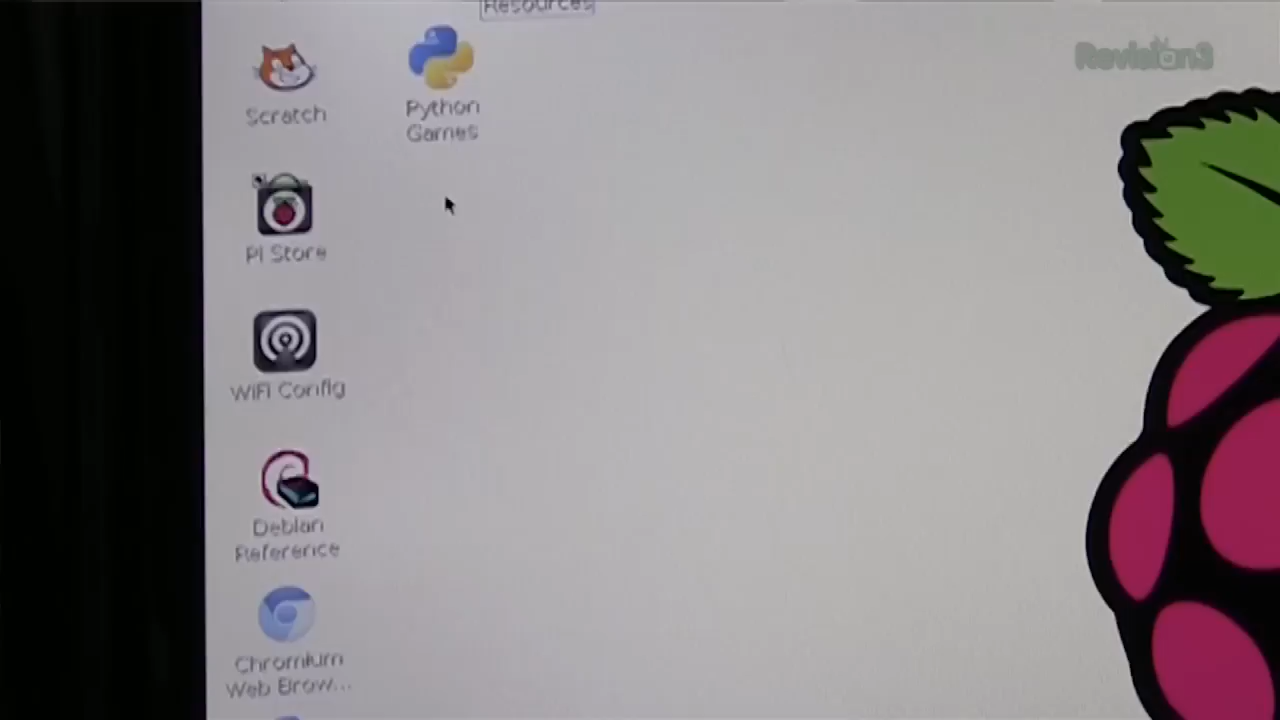 Resources
Revision3
Scratch
Python
Games
Pi Store
WiFi Config
Debian
Reference
Chromium
Web Brow...